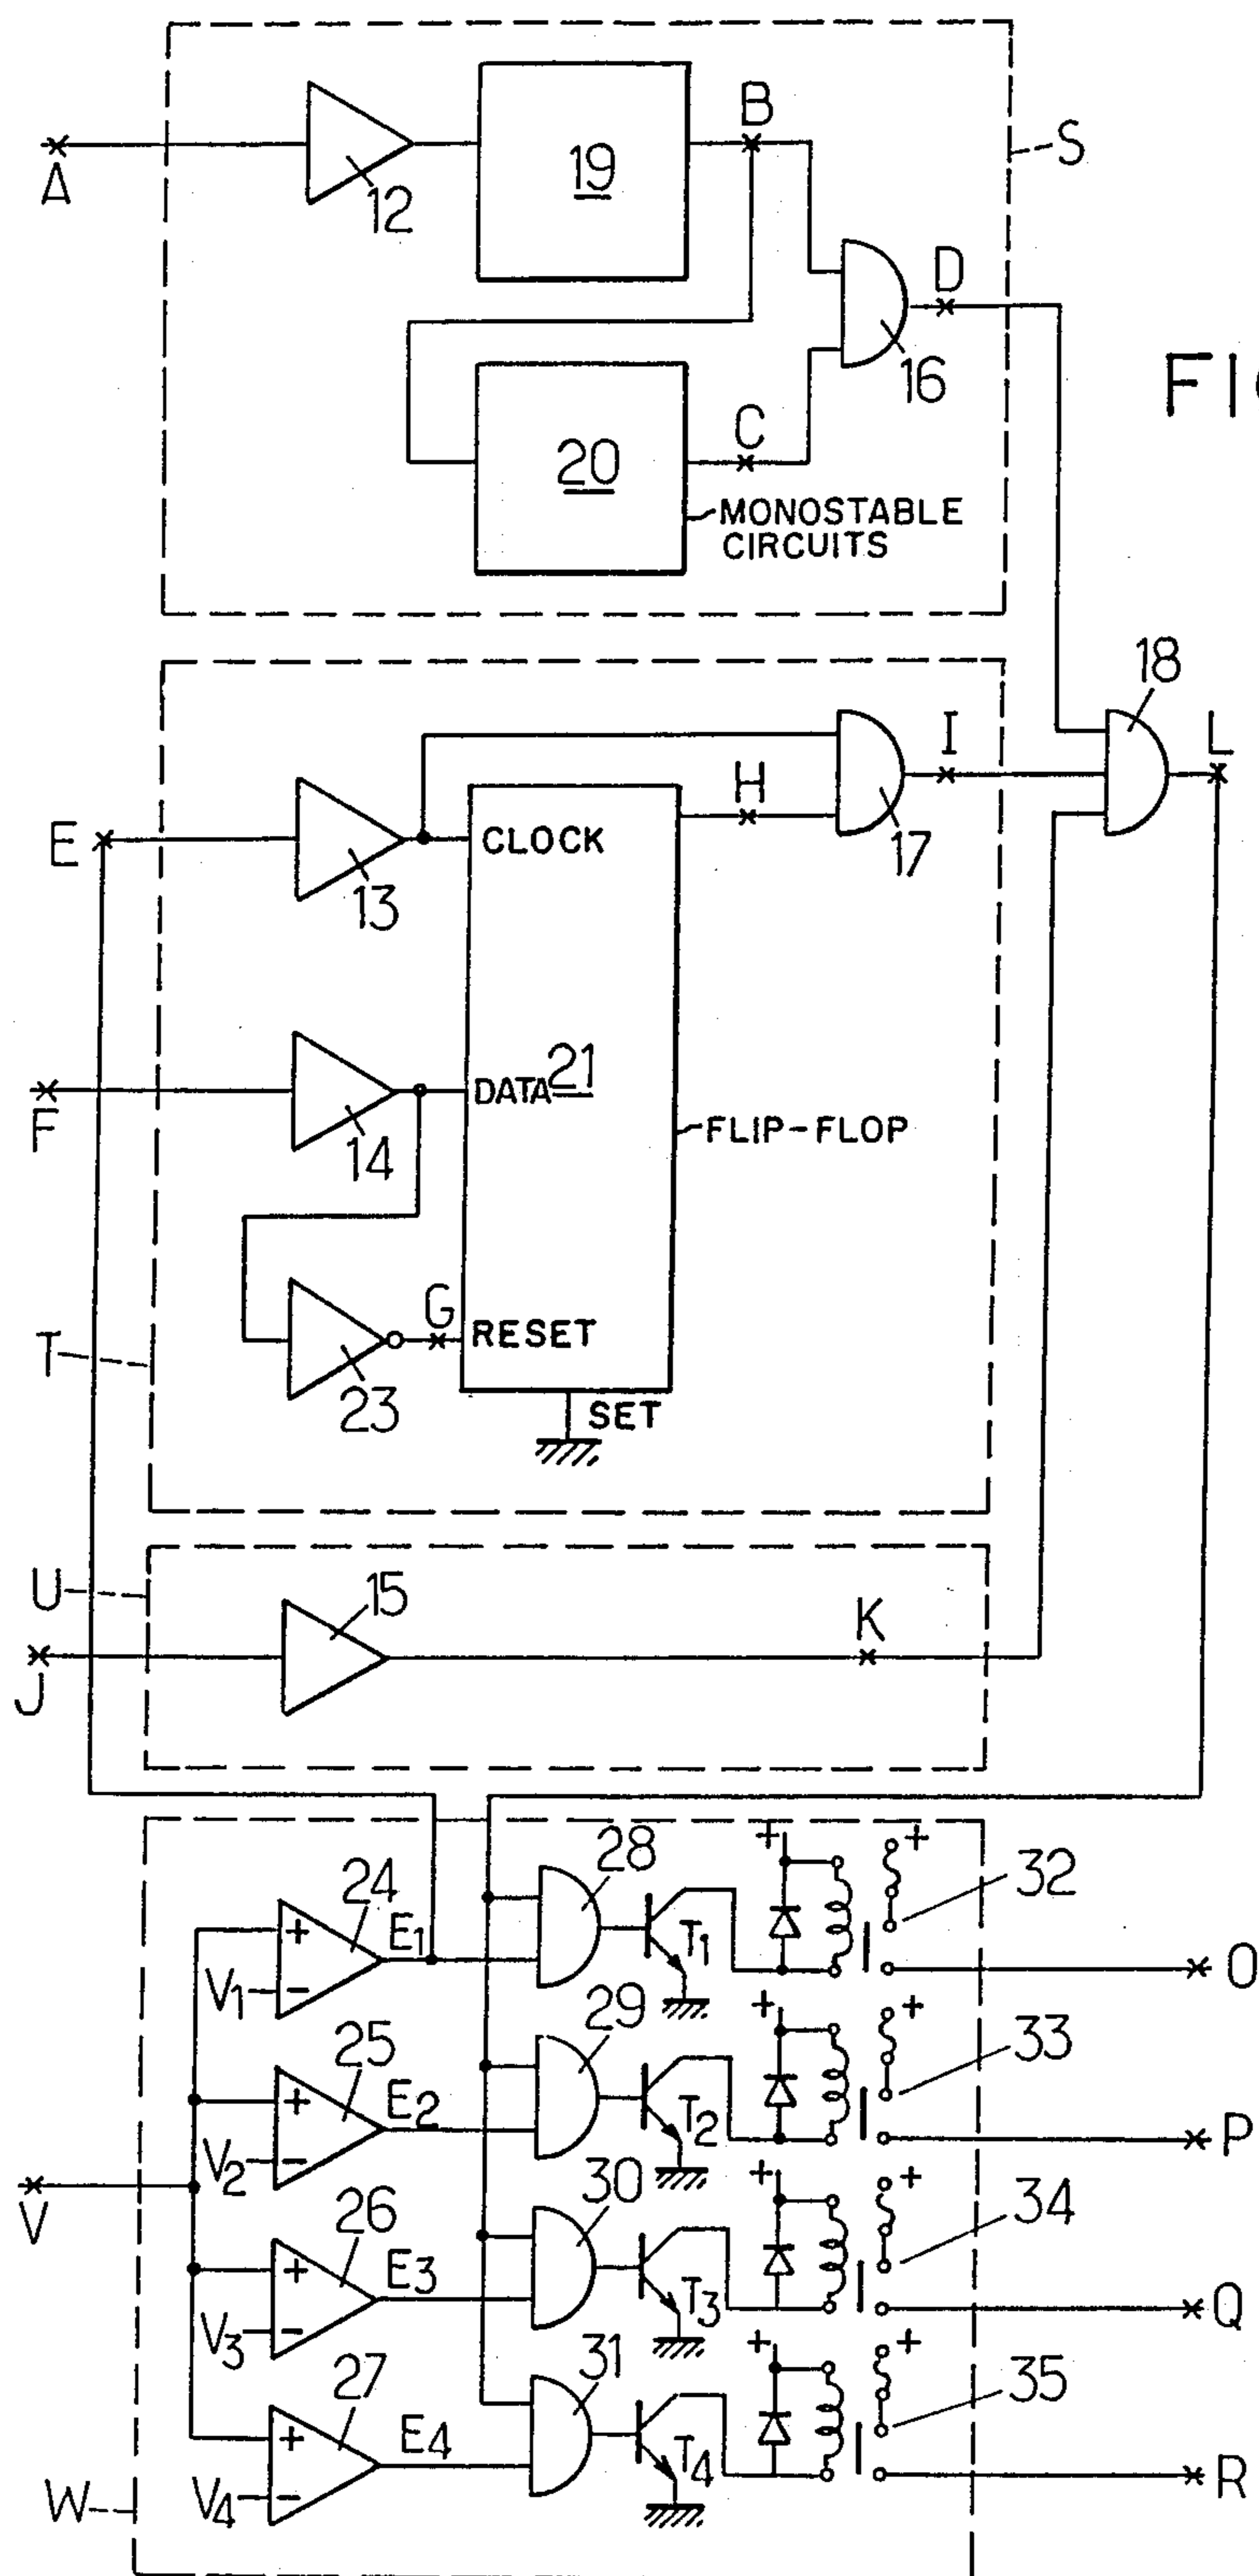 A
12
19
B
S
16
D
FI
20
C
MONOSTABLE
CIRCUITS
18
E
13
CLOCK
H
17
I
L
F
14
DATA 21
FLIP-FLOP
T
23
G
RESET
SET
U
15
J
K
V
W
24
+
V1 −
E1
28
T1
+
+
32
O
25
+
V2 −
E2
29
T2
+
+
33
P
26
+
V3 −
E3
30
T3
+
+
34
Q
27
+
V4 −
E4
31
T4
+
+
35
R